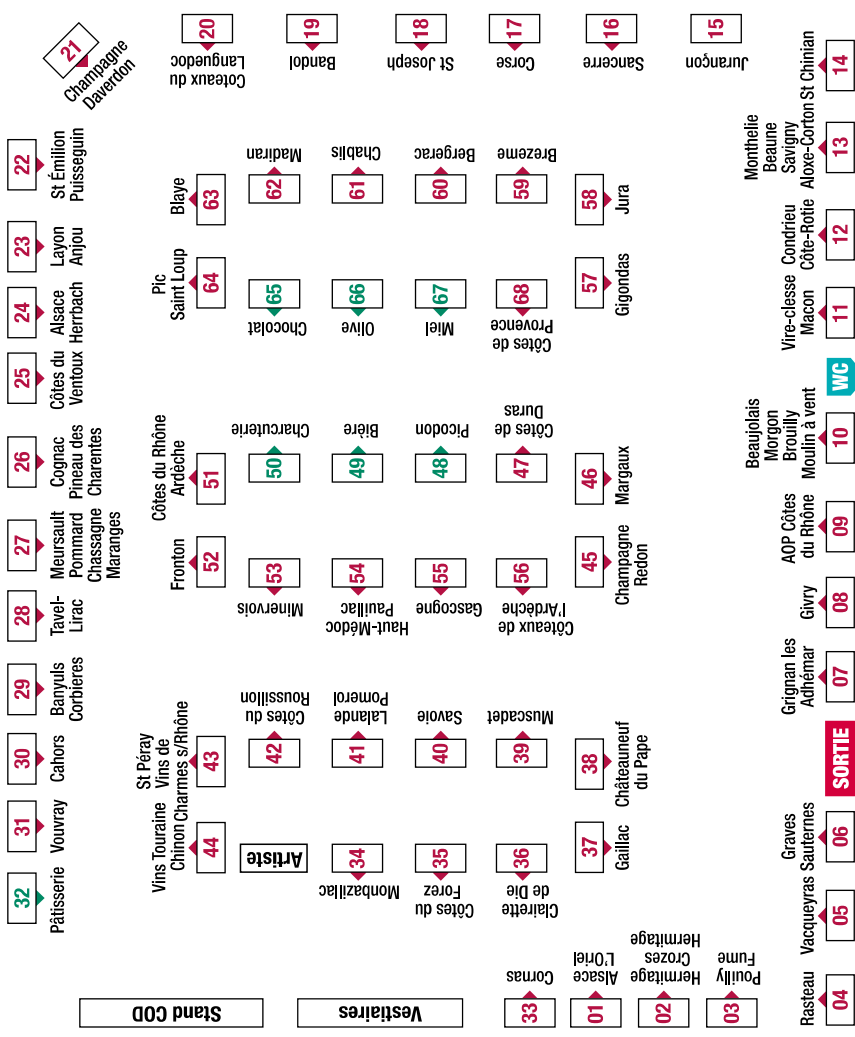 21
Champagne
Daverdon
20
Coteaux du
Languedoc
19
Bandol
18
St Joseph
17
Corse
16
Sancerre
15
Jurançon
14
St Chinian
13
Monthelie
Beaune
Savigny
Aloxe-Corton
12
Condrieu
Côte-Rotie
11
Vire-clesse
Macon
WC
10
Beaujolais
Morgon
Brouilly
Moulin à vent
09
AOP Côtes
du Rhône
08
Givry
07
Grignan les
Adhémar
SORTIE
06
Graves
Sauternes
05
Vacqueyras
04
Rasteau
22
St Émilion
Puisseguin
23
Layon
Anjou
24
Alsace
Herrbach
25
Côtes du
Ventoux
26
Cognac
Pineau des
Charentes
27
Meursault
Pommard
Chassagne
Maranges
28
Tavel-
Lirac
29
Banyuls
Corbieres
30
Cahors
31
Vouvray
32
Pâtisserie
63
Blaye
62
Madiran
61
Chablis
60
Bergerac
59
Brezeme
58
Jura
64
Pic
Saint Loup
65
Chocolat
66
Olive
67
Miel
68
Côtes de
Provence
57
Gigondas
51
Côtes du Rhône
Ardèche
50
Charcuterie
49
Bière
48
Picodon
47
Côtes de
Duras
46
Margaux
52
Fronton
53
Minervois
54
Haut-Médoc
Pauillac
55
Gascogne
56
Côteaux de
l'Ardèche
45
Champagne
Redon
43
St Péray
Vins de
Charmes s/Rhône
42
Côtes du
Roussillon
41
Lalande
Pomerol
40
Savoie
39
Muscadet
38
Châteauneuf
du Pape
44
Vins Touraine
Chinon
Artiste
34
Monbazillac
35
Côtes du
Forez
36
Clairette
de Die
37
Gaillac
Stand COD
Vestiaires
33
Cornas
01
Alsace
L'Oriel
02
Hermitage
Crozes
Hermitage
03
Pouilly
Fume